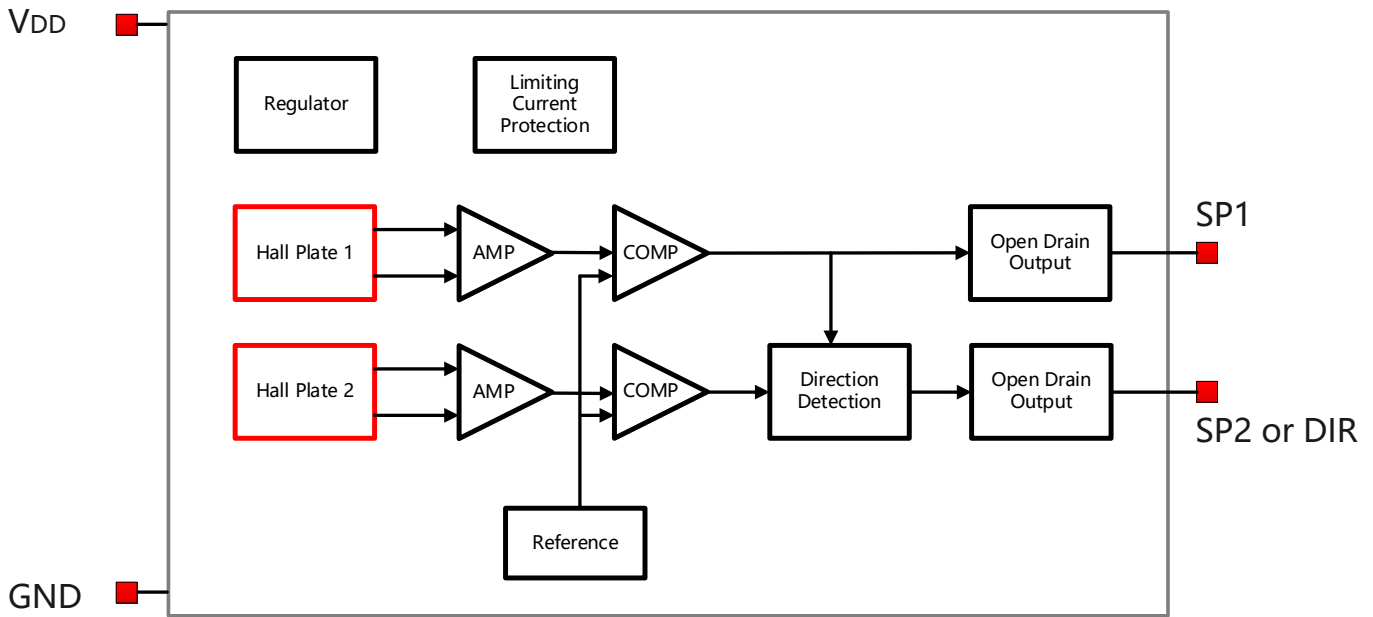 VDD
Regulator
Limiting
Current
Protection
Hall Plate 1
AMP
COMP
Open Drain
Output
SP1
Hall Plate 2
AMP
COMP
Direction
Detection
Open Drain
Output
SP2 or DIR
Reference
GND